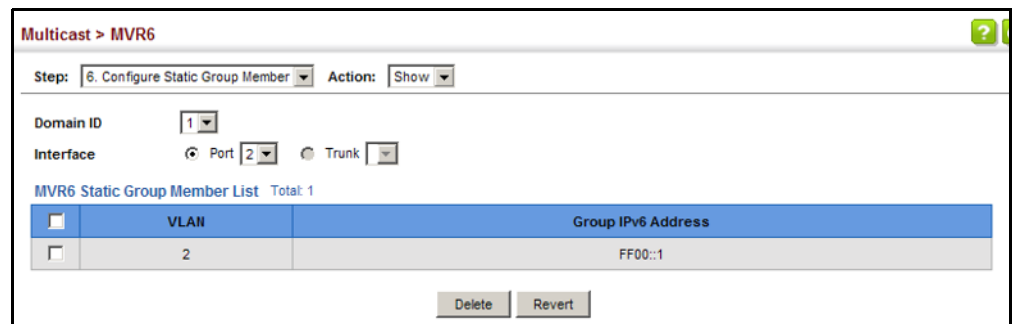 Multicast > MVR6 ?
Step: 6. Configure Static Group Member Action: Show
Domain ID 1
Interface Port 2 Trunk
MVR6 Static Group Member List Total: 1
VLAN Group IPv6 Address
2 FF00::1
Delete Revert